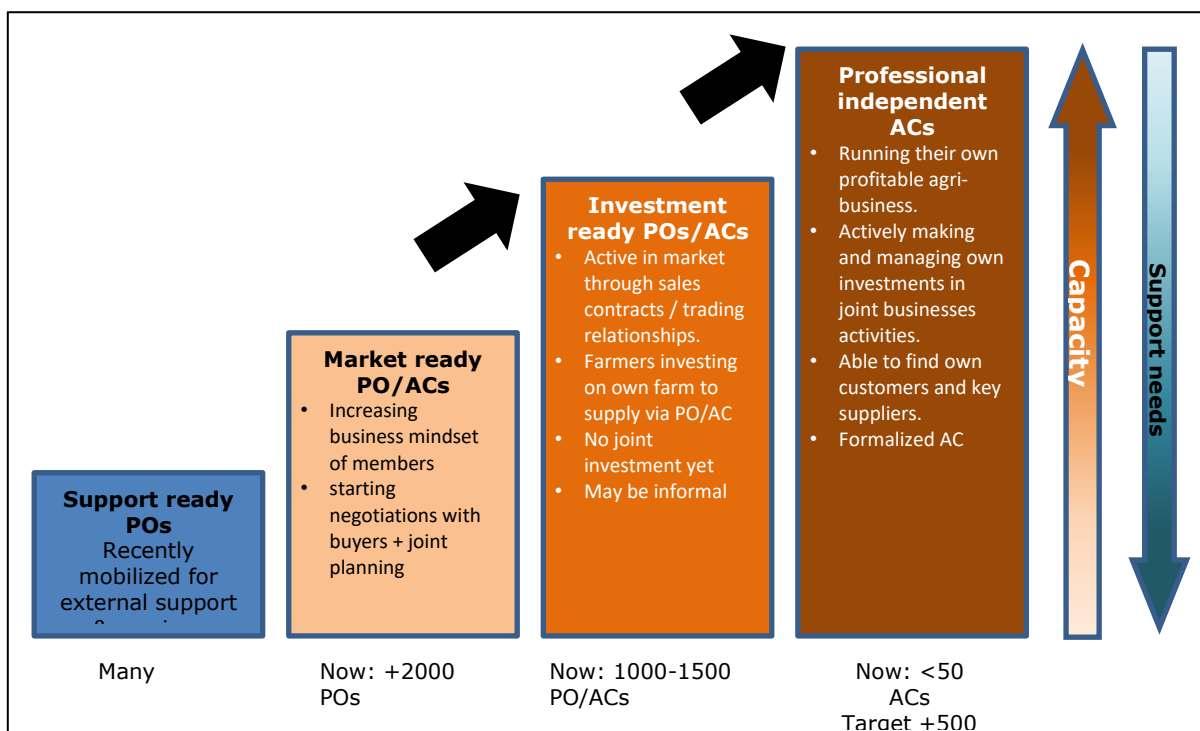 Support ready
POs
Recently
mobilized for
external support
Many
Market ready
PO/ACs
• Increasing
business mindset
of members
• starting
negotiations with
buyers + joint
planning
Now: +2000
POs
Investment
ready POs/ACs
• Active in market
through sales
contracts / trading
relationships.
• Farmers investing
on own farm to
supply via PO/AC
• No joint
investment yet
• May be informal
Now: 1000-1500
PO/ACs
Professional
independent
ACs
• Running their own
profitable agri-
business.
• Actively making
and managing own
investments in
joint businesses
activities.
• Able to find own
customers and key
suppliers.
• Formalized AC
Now: <50
ACs
Target +500
Capacity
Support needs